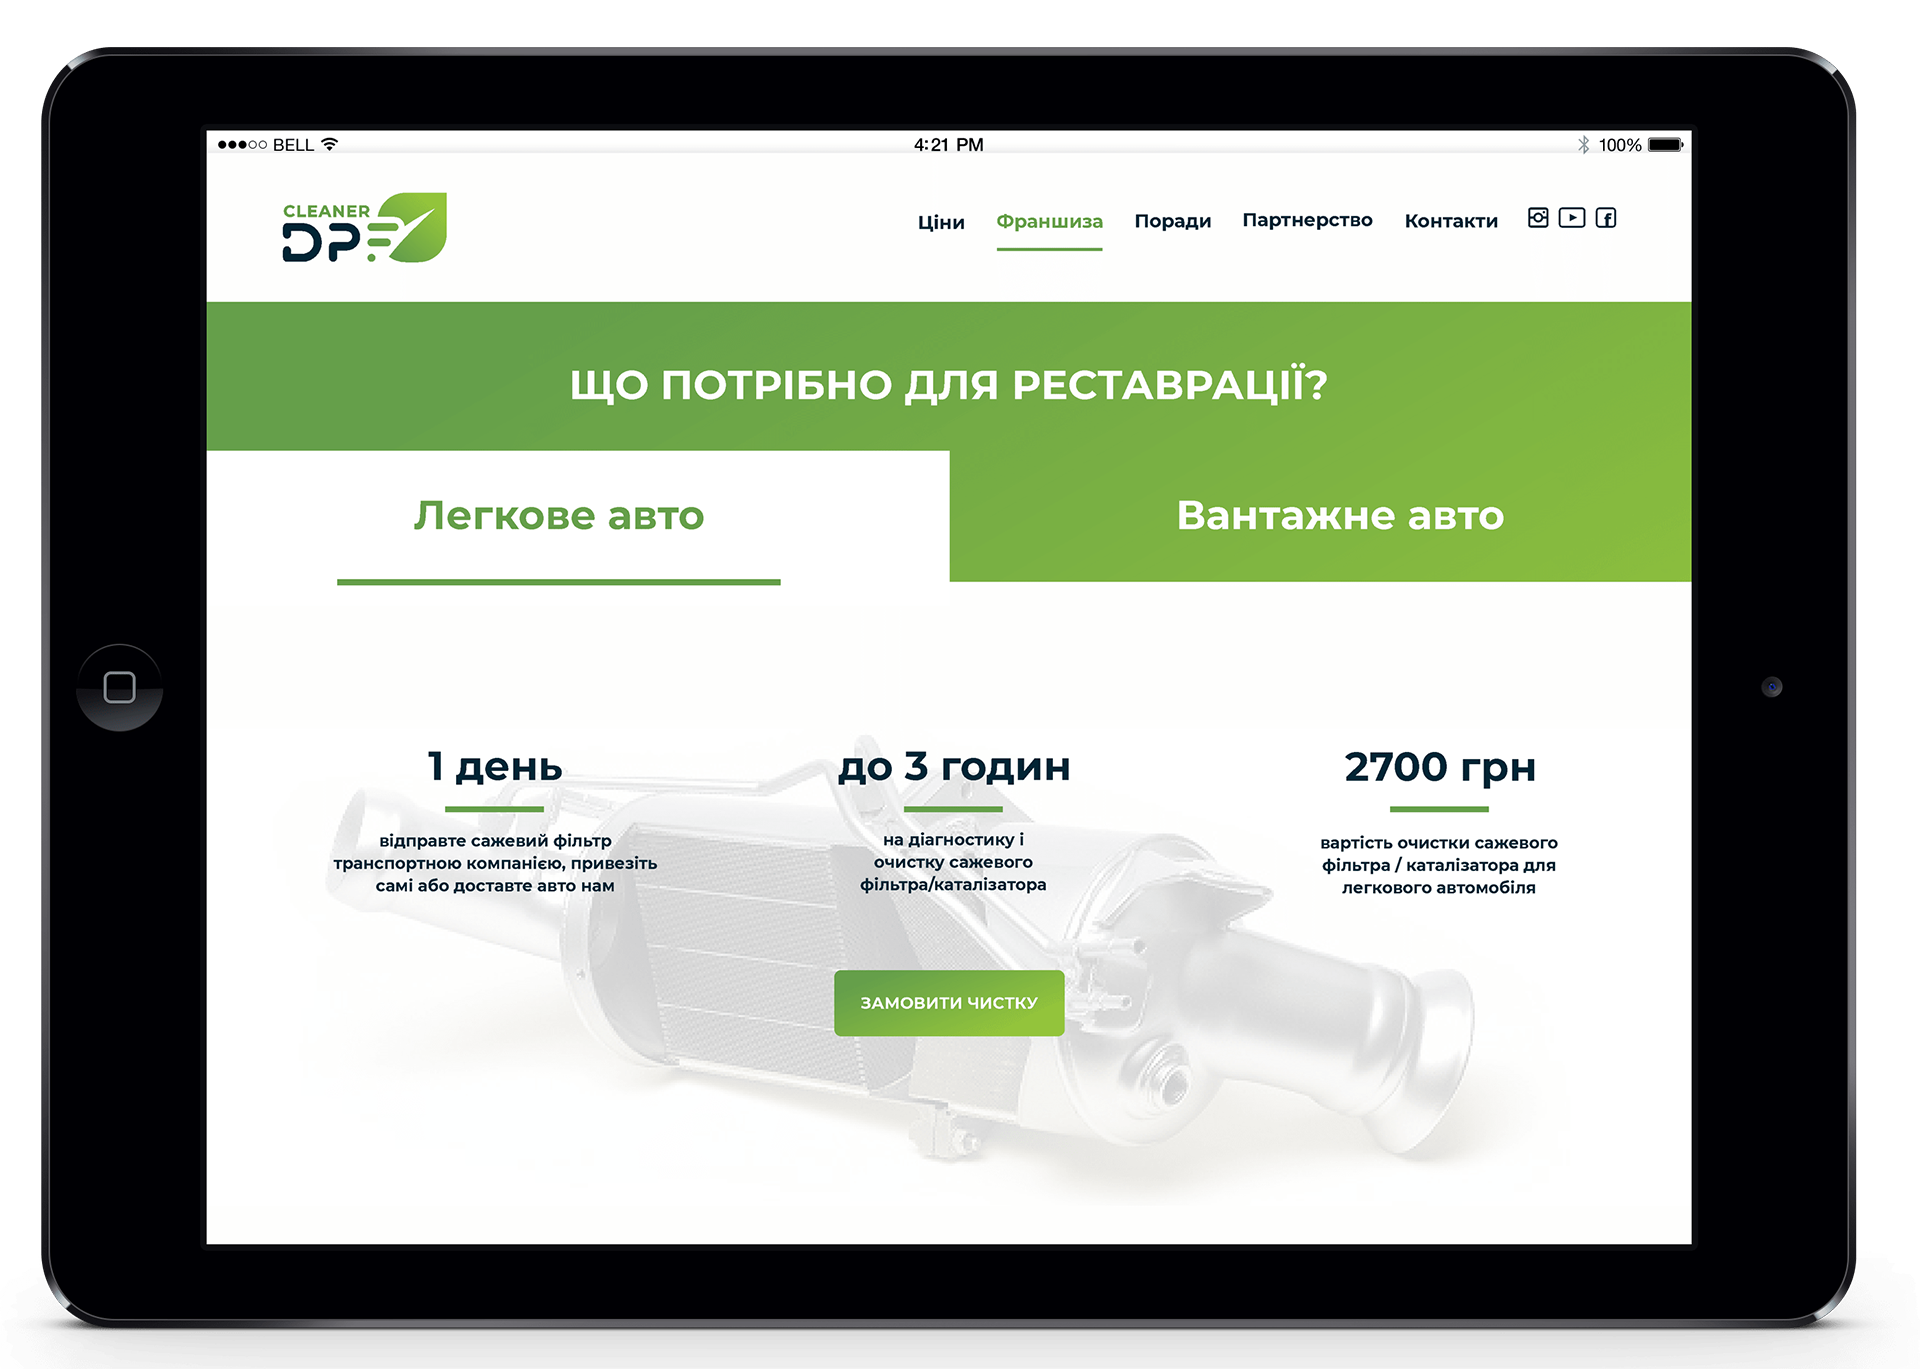 BELL
4:21 PM
100%
CLEANER
DPF
Ціни
Франшиза
Поради
Партнерство
Контакти
ЩО ПОТРІБНО ДЛЯ РЕСТАВРАЦІЇ?
Легкове авто
Вантажне авто
1 день
відправте сажевий фільтр
транспортною компанією, привезіть
самі або доставте авто нам
до 3 годин
на діагностику і
очистку сажевого
фільтра/каталізатора
2700 грн
вартість очистки сажевого
фільтра / каталізатора для
легкового автомобіля
ЗАМОВИТИ ЧИСТКУ